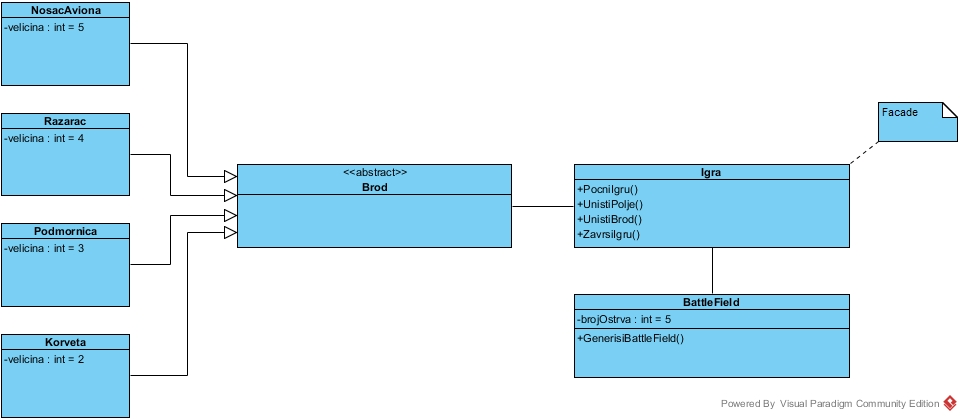 NosacAviona
-velicina : int = 5
Razarac
-velicina : int = 4
Podmornica
-velicina : int = 3
Korveta
-velicina : int = 2
<<abstract>>
Brod
Igra
+PocniIgru()
+UnistiPolje()
+UnistiBrod()
+ZavrsiIgru()
Facade
BattleField
-brojOstrva : int = 5
+GenerisiBattleField()
Powered By Visual Paradigm Community Edition